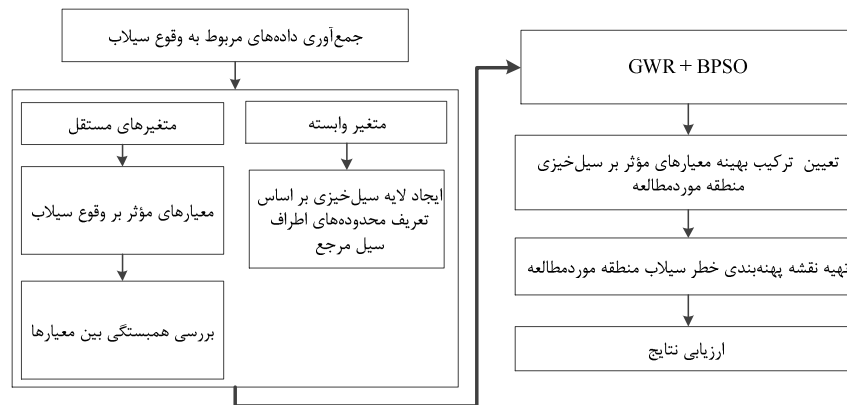 جمع‌آوری داده‌های مربوط به وقوع سیلاب
متغیرهای مستقل
معیارهای مؤثر بر وقوع سیلاب
بررسی همبستگی بین معیارها
متغیر وابسته
ایجاد لایه سیل‌خیزی بر اساس
تعریف محدوده‌های اطراف
سیل مرجع
GWR + BPSO
تعیین ترکیب بهینه معیارهای مؤثر بر سیل‌خیزی
منطقه موردمطالعه
تهیه نقشه پهنه‌بندی خطر سیلاب منطقه موردمطالعه
ارزیابی نتایج